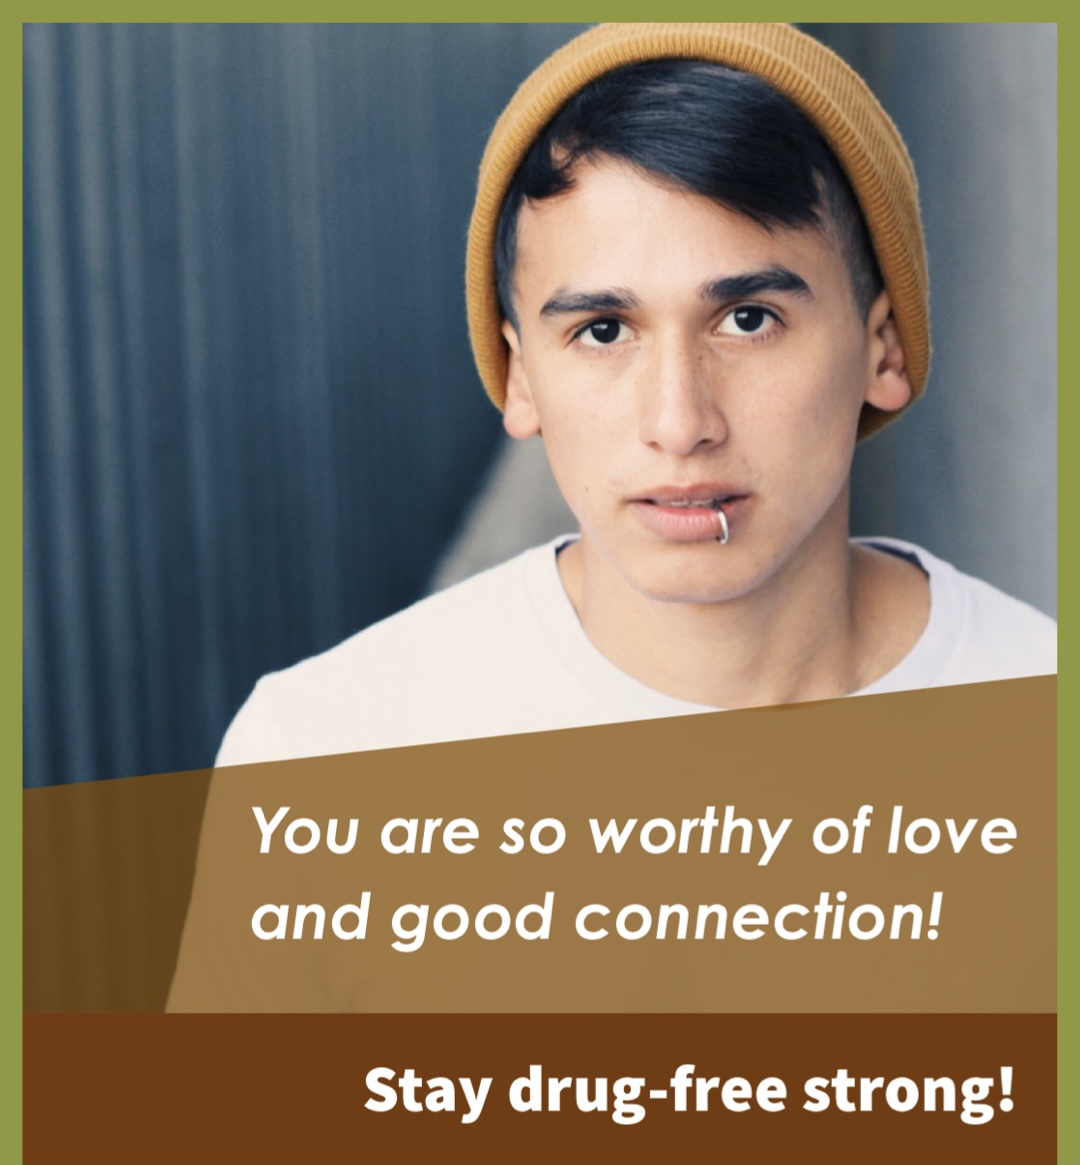 You are so worthy of love
and good connection!
Stay drug-free strong!